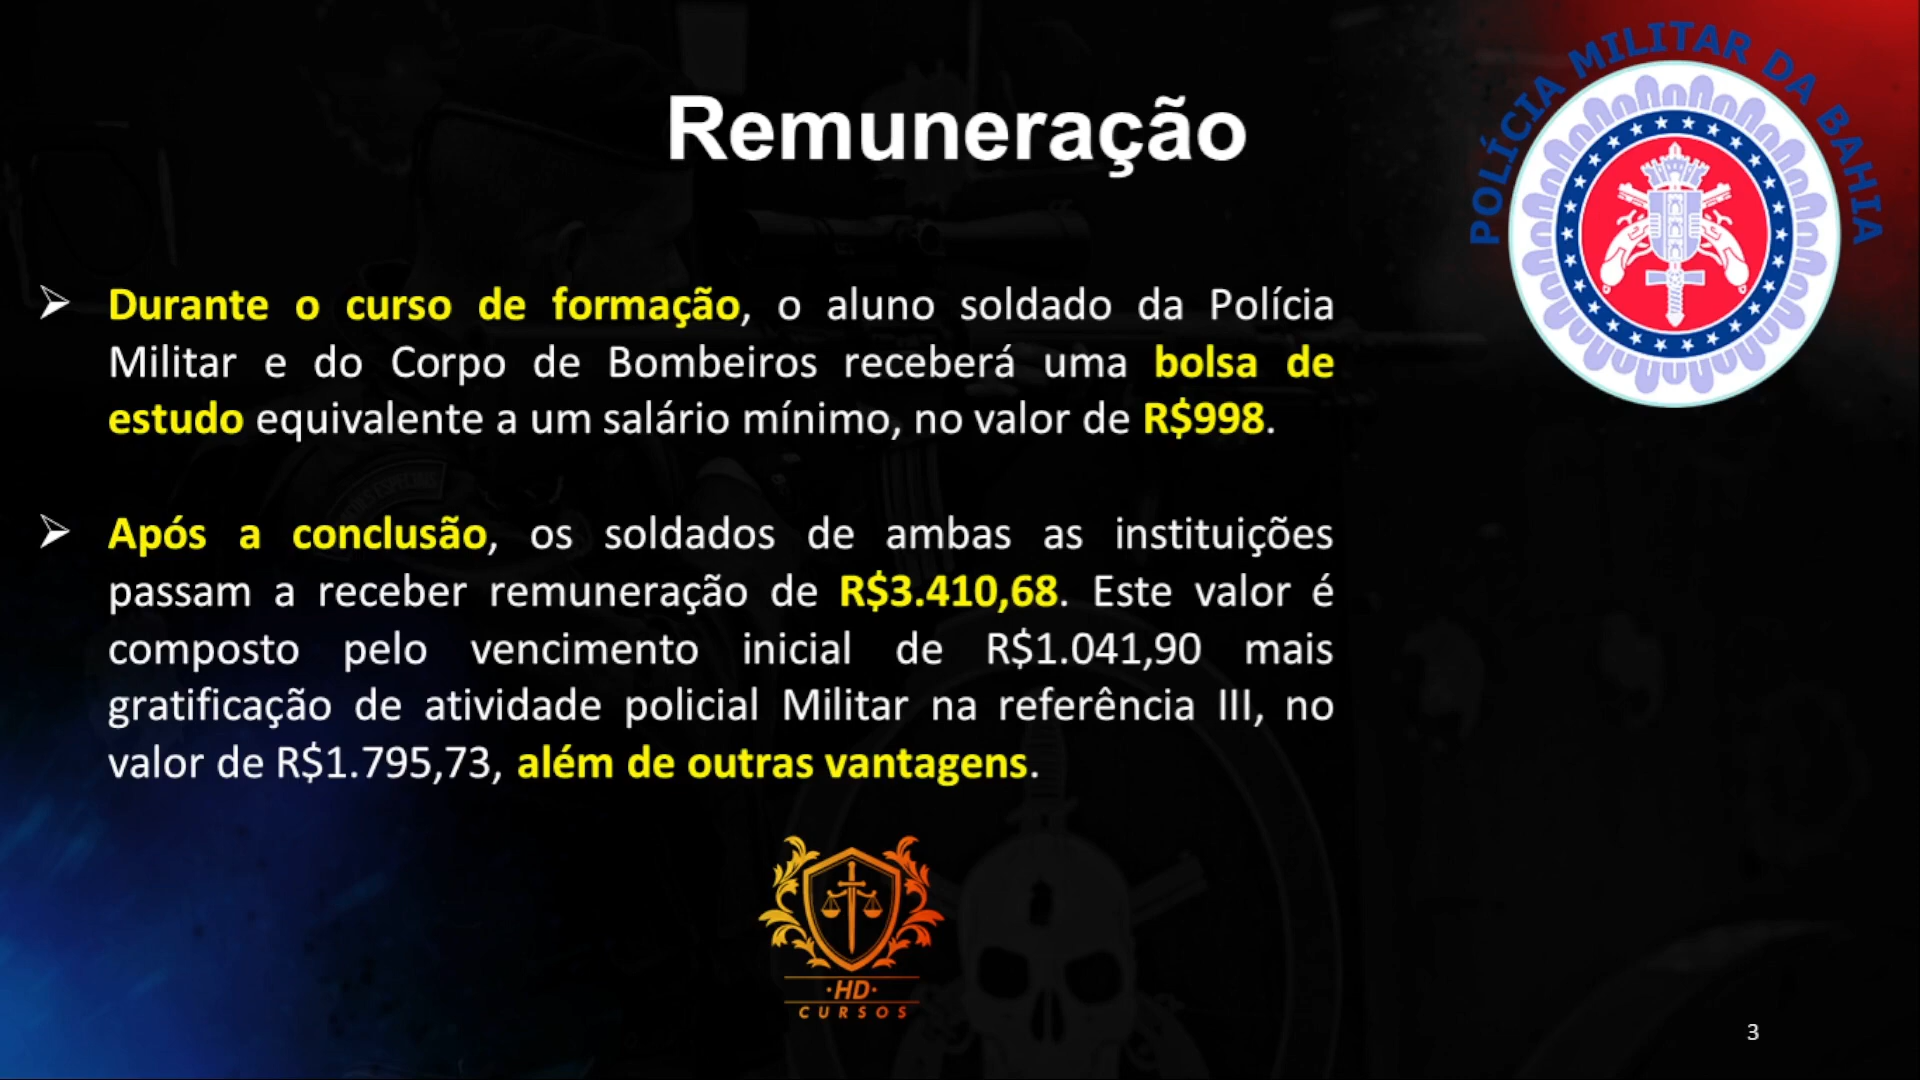 Remuneração
POLÍCIA MILITAR DA BAHIA
Durante o curso de formação, o aluno soldado da Polícia
Militar e do Corpo de Bombeiros receberá uma bolsa de
estudo equivalente a um salário mínimo, no valor de R$998.
Após a conclusão, os soldados de ambas as instituições
passam a receber remuneração de R$3.410,68. Este valor é
composto pelo vencimento inicial de R$1.041,90 mais
gratificação de atividade policial Militar na referência III, no
valor de R$1.795,73, além de outras vantagens.
·HD·
CURSOS
3